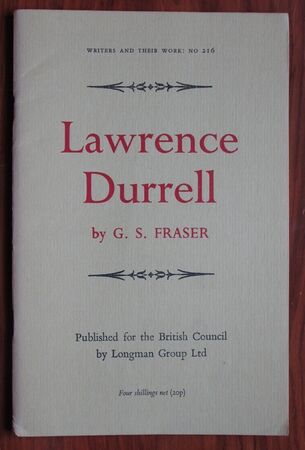 WRITERS AND THEIR WORK: NO 216
Lawrence
Durrell
by G. S. FRASER
Published for the British Council
by Longman Group Ltd
Four shillings net (20p)